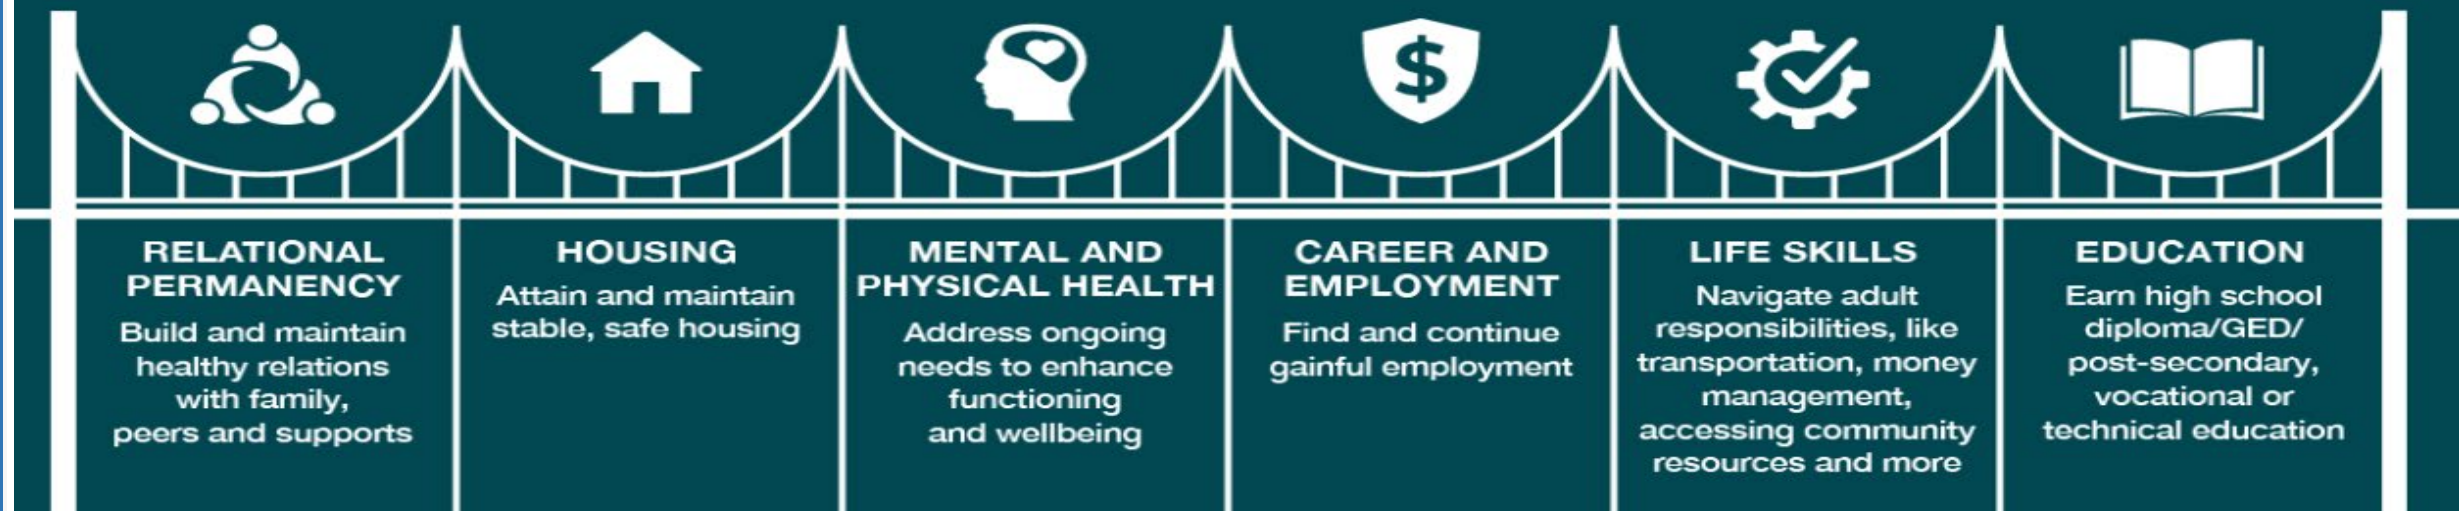 RELATIONAL
PERMANENCY
Build and maintain
healthy relations
with family,
peers and supports
HOUSING
Attain and maintain
stable, safe housing
MENTAL AND
PHYSICAL HEALTH
Address ongoing
needs to enhance
functioning
and wellbeing
$
CAREER AND
EMPLOYMENT
Find and continue
gainful employment
LIFE SKILLS
Navigate adult
responsibilities, like
transportation, money
management,
accessing community
resources and more
EDUCATION
Earn high school
diploma/GED/
post-secondary,
vocational or
technical education